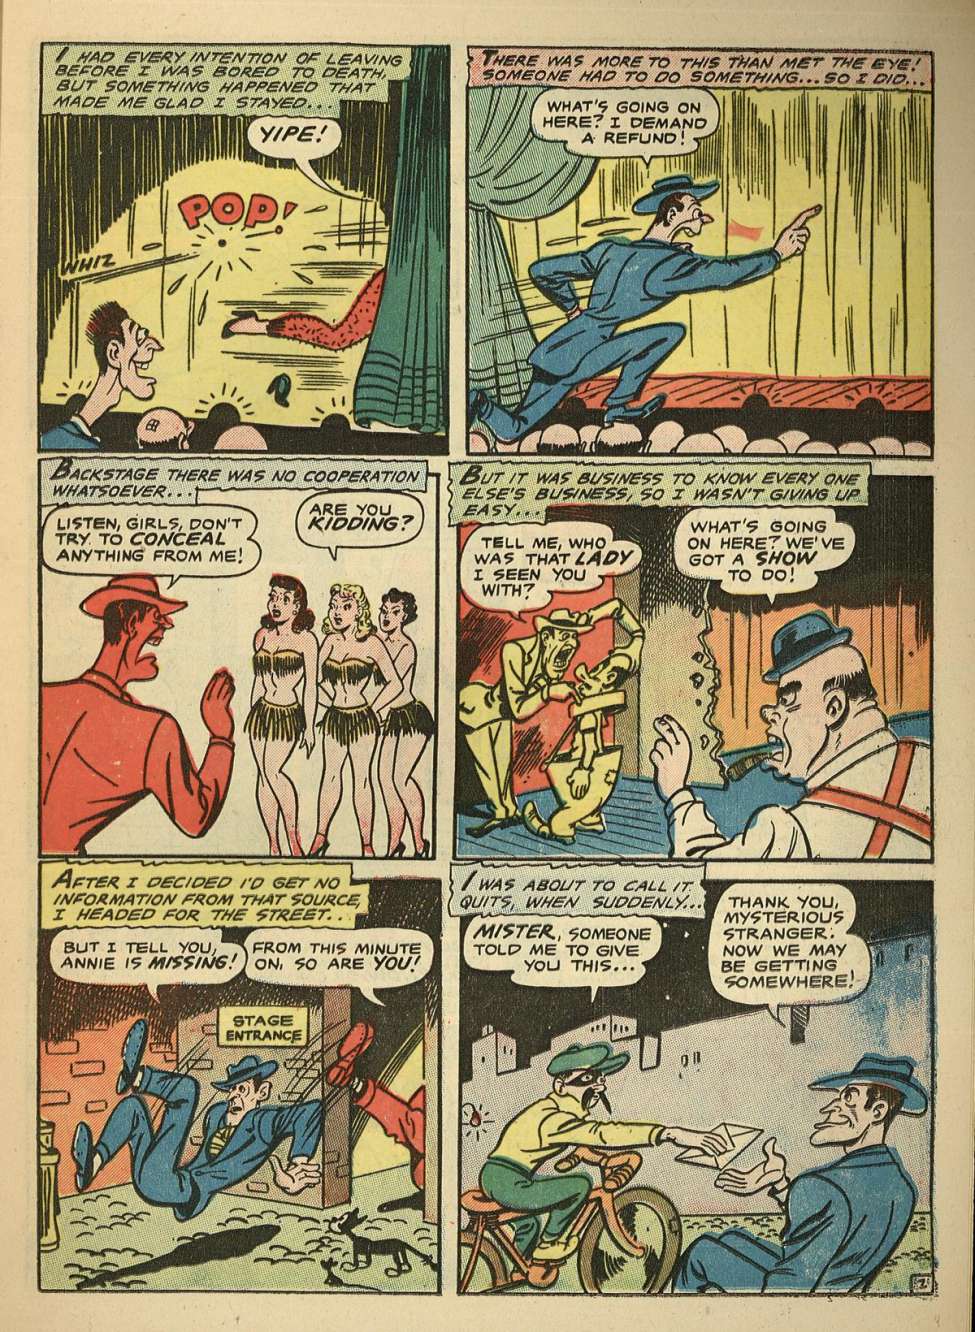 I HAD EVERY INTENTION OF LEAVING
BEFORE I WAS BORED TO DEATH,
BUT SOMETHING HAPPENED THAT
MADE ME GLAD I STAYED...
YIPE!
POP!
WHIZ
THERE WAS MORE TO THIS THAN MET THE EYE!
SOMEONE HAD TO DO SOMETHING... SO I DID...
WHAT'S GOING ON
HERE? I DEMAND
A REFUND!
BACKSTAGE THERE WAS NO COOPERATION
WHATSOEVER...
LISTEN, GIRLS, DON'T
TRY TO CONCEAL
ANYTHING FROM ME!
ARE YOU
KIDDING?
BUT IT WAS BUSINESS TO KNOW EVERY ONE
ELSE'S BUSINESS, SO I WASN'T GIVING UP
EASY...
TELL ME, WHO
WAS THAT LADY
I SEEN YOU
WITH?
WHAT'S GOING
ON HERE? WE'VE
GOT A SHOW
TO DO!
AFTER I DECIDED I'D GET NO
INFORMATION FROM THAT SOURCE,
I HEADED FOR THE STREET...
BUT I TELL YOU,
ANNIE IS MISSING!
FROM THIS MINUTE
ON, SO ARE YOU!
STAGE
ENTRANCE
I WAS ABOUT TO CALL IT
QUITS, WHEN SUDDENLY...
MISTER, SOMEONE
TOLD ME TO GIVE
YOU THIS...
THANK YOU,
MYSTERIOUS
STRANGER.
NOW WE MAY
BE GETTING
SOMEWHERE!